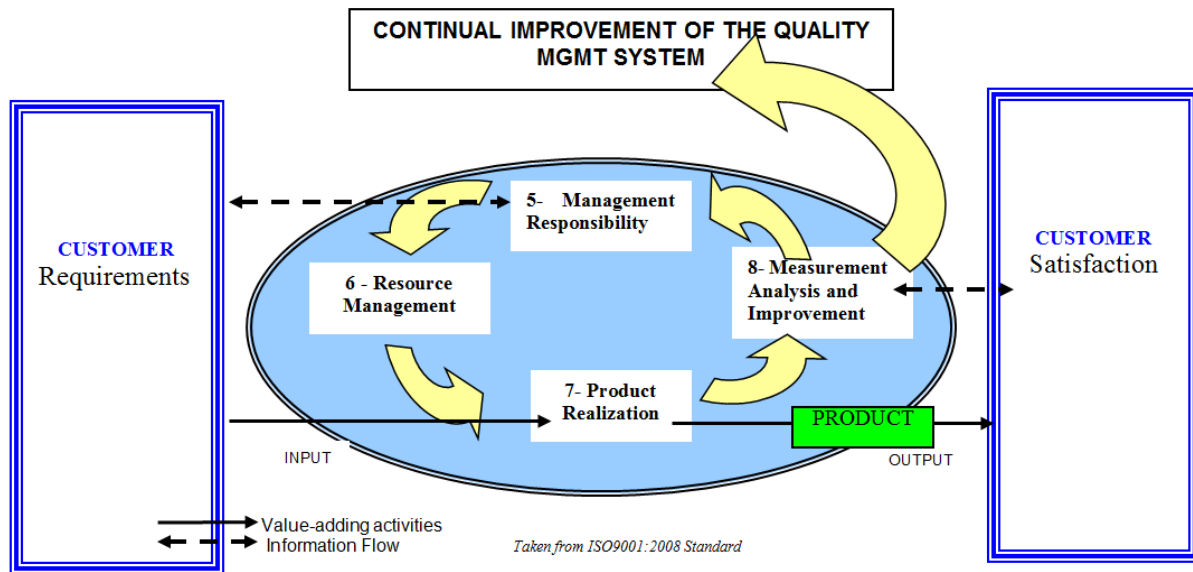 CONTINUAL IMPROVEMENT OF THE QUALITY
MGMT SYSTEM
CUSTOMER
Requirements
5- Management
Responsibility
6 - Resource
Management
8- Measurement
Analysis and
Improvement
CUSTOMER
Satisfaction
7- Product
Realization
PRODUCT
INPUT
OUTPUT
Value-adding activities
Information Flow
Taken from ISO9001:2008 Standard